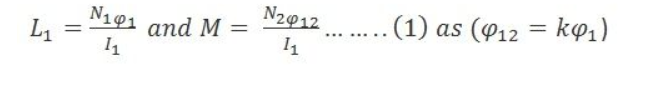 L₁ = N₁φ₁/I₁ and M = N₂φ₁₂/I₁ ... ..... (1) as (φ₁₂ = kφ₁)